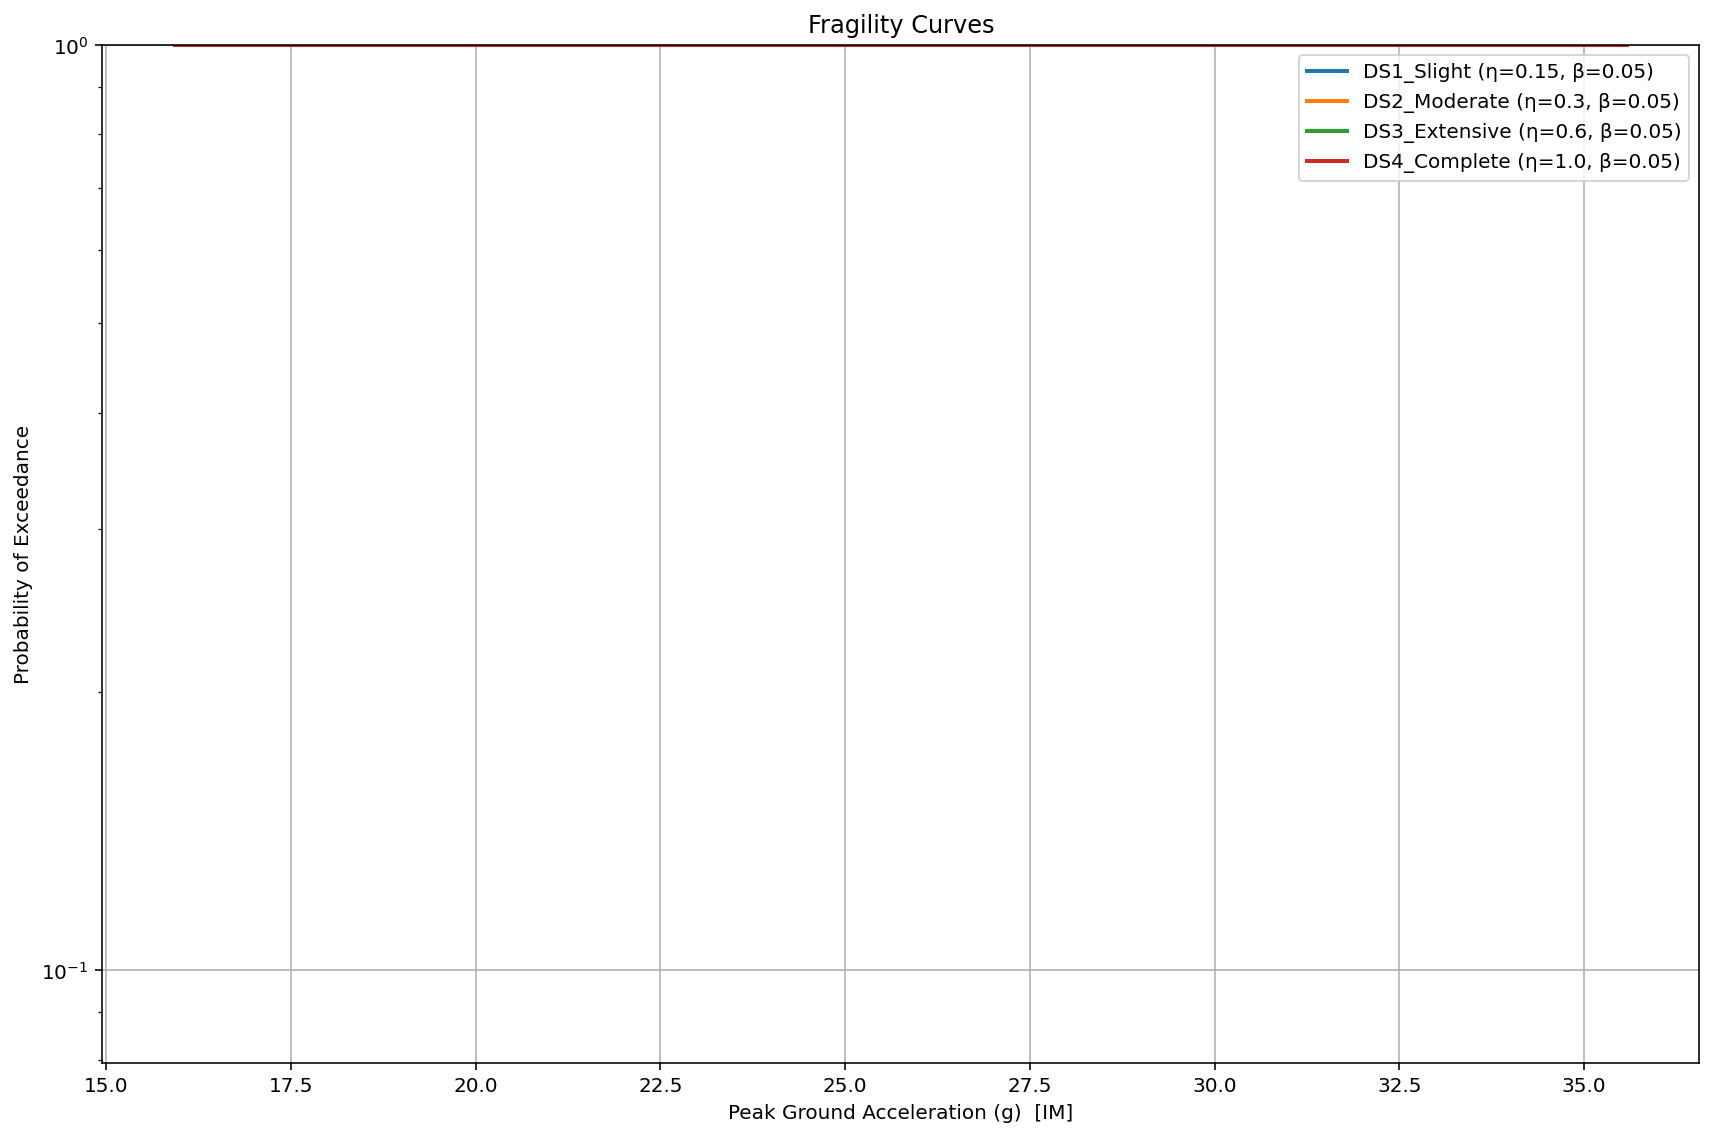 Fragility Curves
10⁰
DS1_Slight (η=0.15, β=0.05)
DS2_Moderate (η=0.3, β=0.05)
DS3_Extensive (η=0.6, β=0.05)
DS4_Complete (η=1.0, β=0.05)
Probability of Exceedance
10⁻¹
15.0 17.5 20.0 22.5 25.0 27.5 30.0 32.5 35.0
Peak Ground Acceleration (g)  [IM]